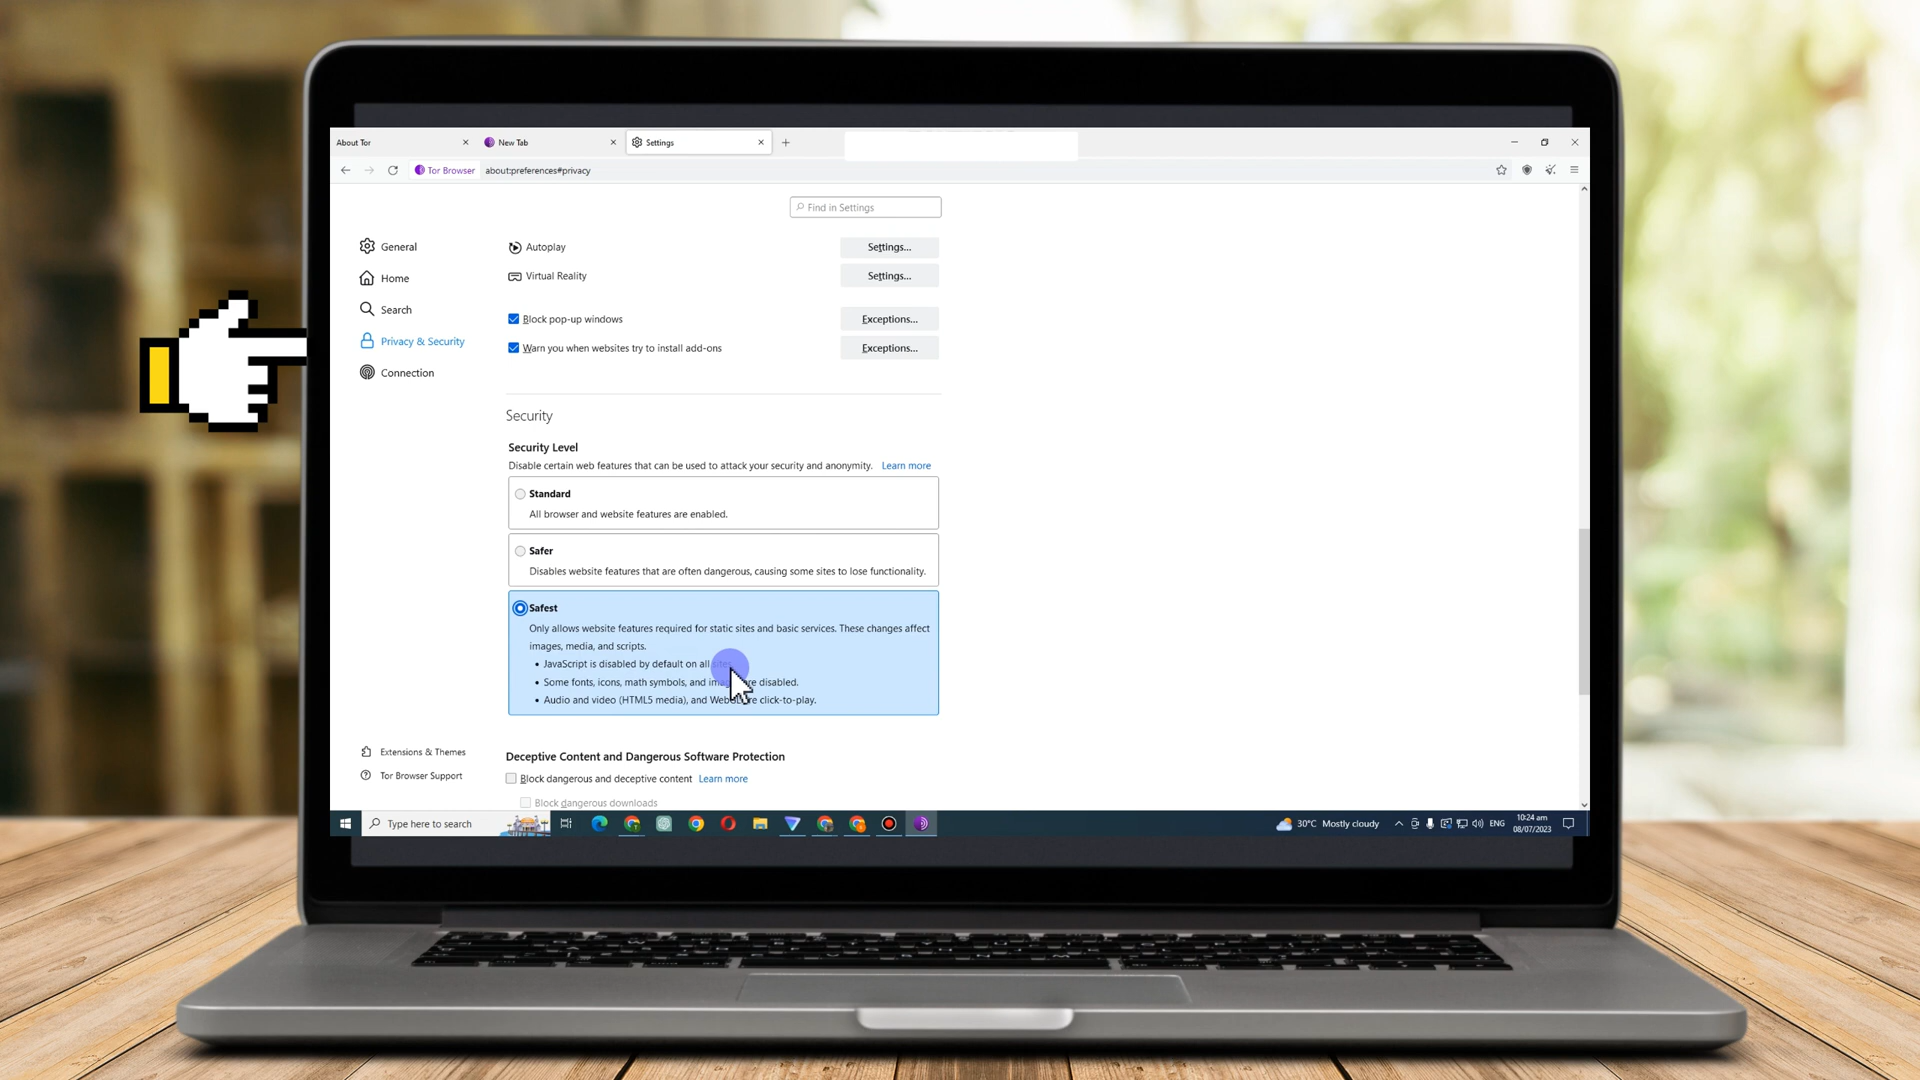 About Tor
New Tab
Settings
Tor Browser about:preferences#privacy
Find in Settings
General
Home
Search
Privacy & Security
Connection
Extensions & Themes
Tor Browser Support
Autoplay Settings...
Virtual Reality Settings...
Block pop-up windows Exceptions...
Warn you when websites try to install add-ons Exceptions...
Security
Security Level
Disable certain web features that can be used to attack your security and anonymity. Learn more
Standard
All browser and website features are enabled.
Safer
Disables website features that are often dangerous, causing some sites to lose functionality.
Safest
Only allows website features required for static sites and basic services. These changes affect
images, media, and scripts.
• JavaScript is disabled by default on all sites.
• Some fonts, icons, math symbols, and disabled.
• Audio and video (HTML5 media), and click-to-play.
Deceptive Content and Dangerous Software Protection
Block dangerous and deceptive content Learn more
Block dangerous downloads
Type here to search
30°C Mostly cloudy ENG 10:24 am
08/07/2023